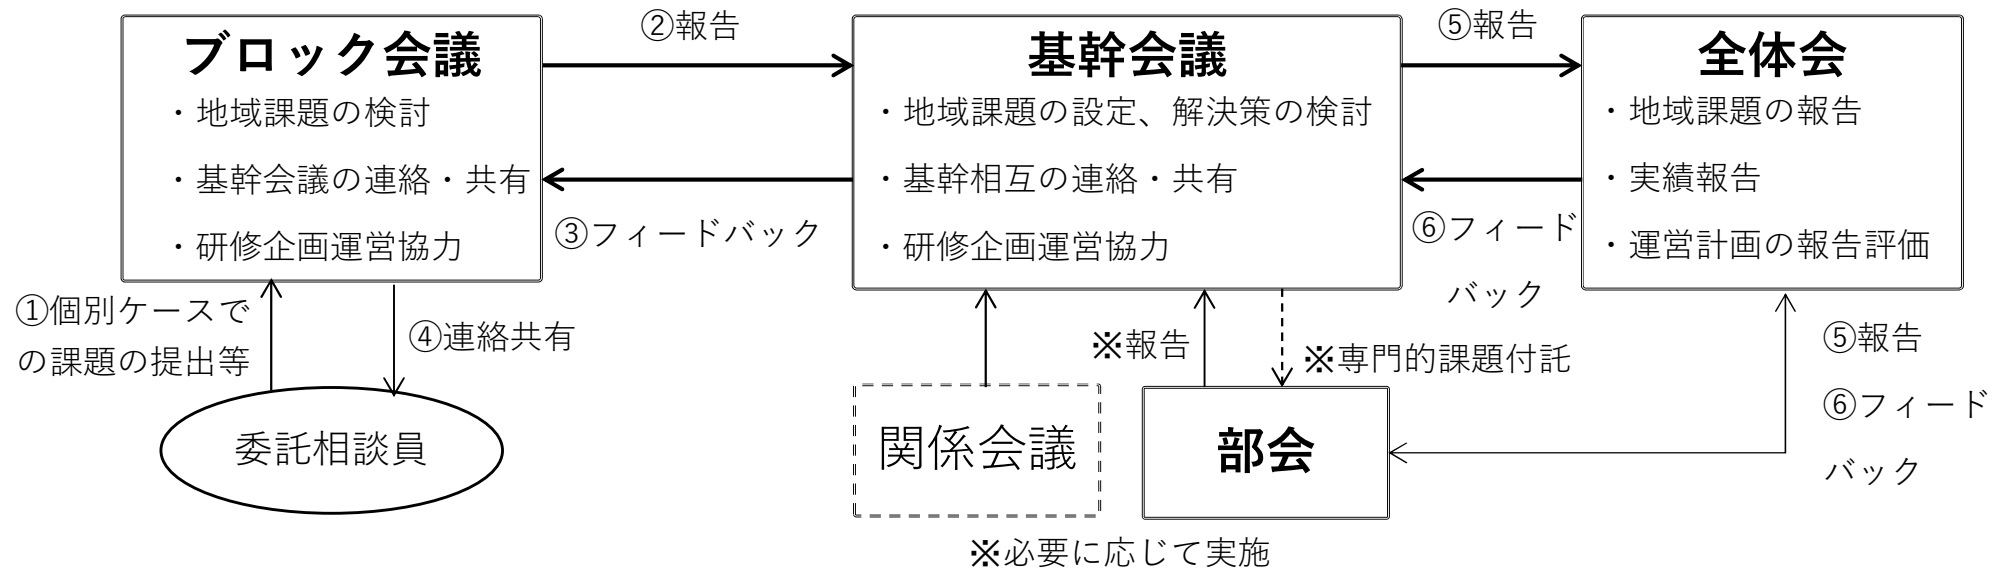 ブロック会議
・地域課題の検討
・基幹会議の連絡・共有
・研修企画運営協力
②報告
③フィードバック
基幹会議
・地域課題の設定、解決策の検討
・基幹相互の連絡・共有
・研修企画運営協力
⑤報告
⑥フィード
バック
全体会
・地域課題の報告
・実績報告
・運営計画の報告評価
①個別ケースで
の課題の提出等
④連絡共有
委託相談員
※報告
※専門的課題付託
関係会議
部会
⑤報告
⑥フィード
バック
※必要に応じて実施